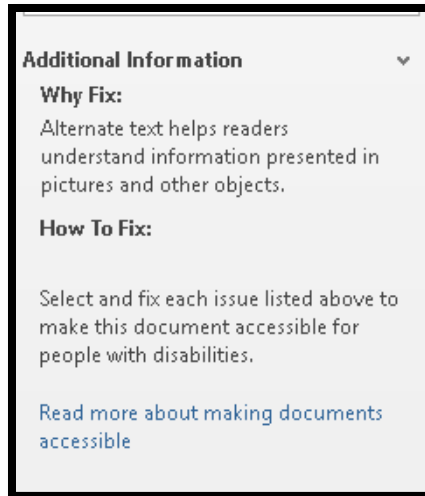 Additional Information
Why Fix:
Alternate text helps readers
understand information presented in
pictures and other objects.
How To Fix:
Select and fix each issue listed above to
make this document accessible for
people with disabilities.
Read more about making documents
accessible